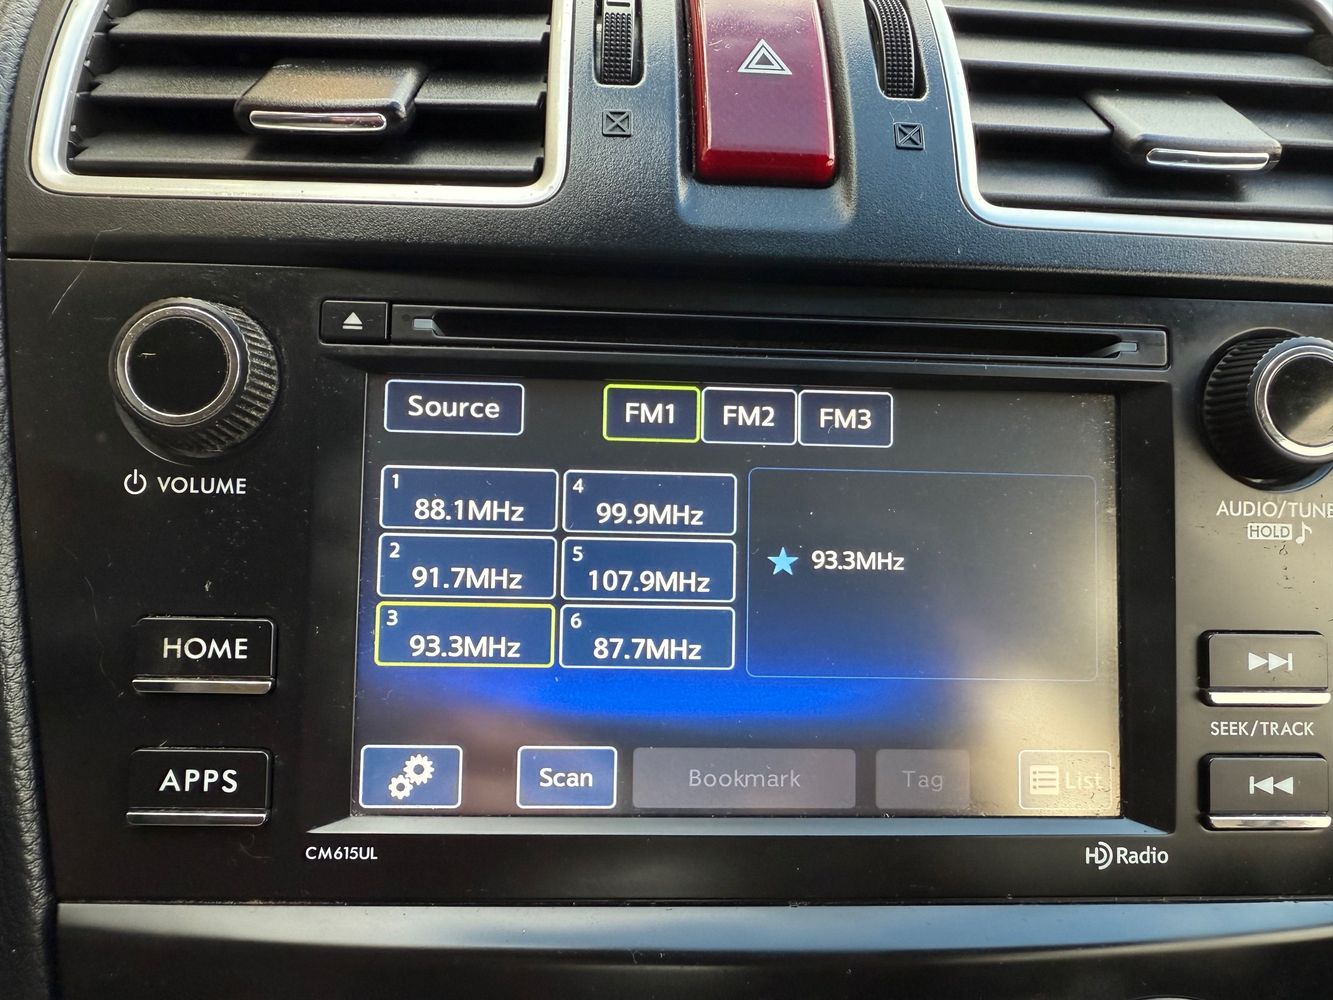 Source
FM1
FM2
FM3
1
88.1MHz
4
99.9MHz
2
91.7MHz
5
107.9MHz
3
93.3MHz
6
87.7MHz
93.3MHz
Scan
Bookmark
Tag
List
VOLUME
HOME
APPS
CM615UL
AUDIO/TUNE
HOLD
SEEK/TRACK
HD Radio